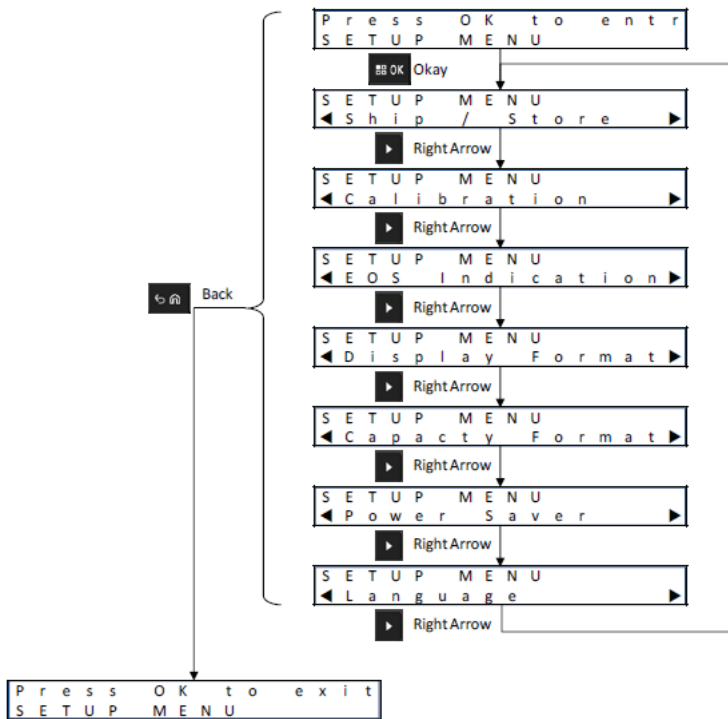 Press OK to entr
SETUP MENU
OK Okay
SETUP MENU
◀Ship / Store ▶
Right Arrow
SETUP MENU
◀Calibration ▶
Right Arrow
SETUP MENU
◀EOS Indication▶
Back
Right Arrow
SETUP MENU
◀Display Format▶
Right Arrow
SETUP MENU
◀Capacty Format▶
Right Arrow
SETUP MENU
◀Power Saver ▶
Right Arrow
SETUP MENU
◀Language ▶
Right Arrow
Press OK to exit
SETUP MENU